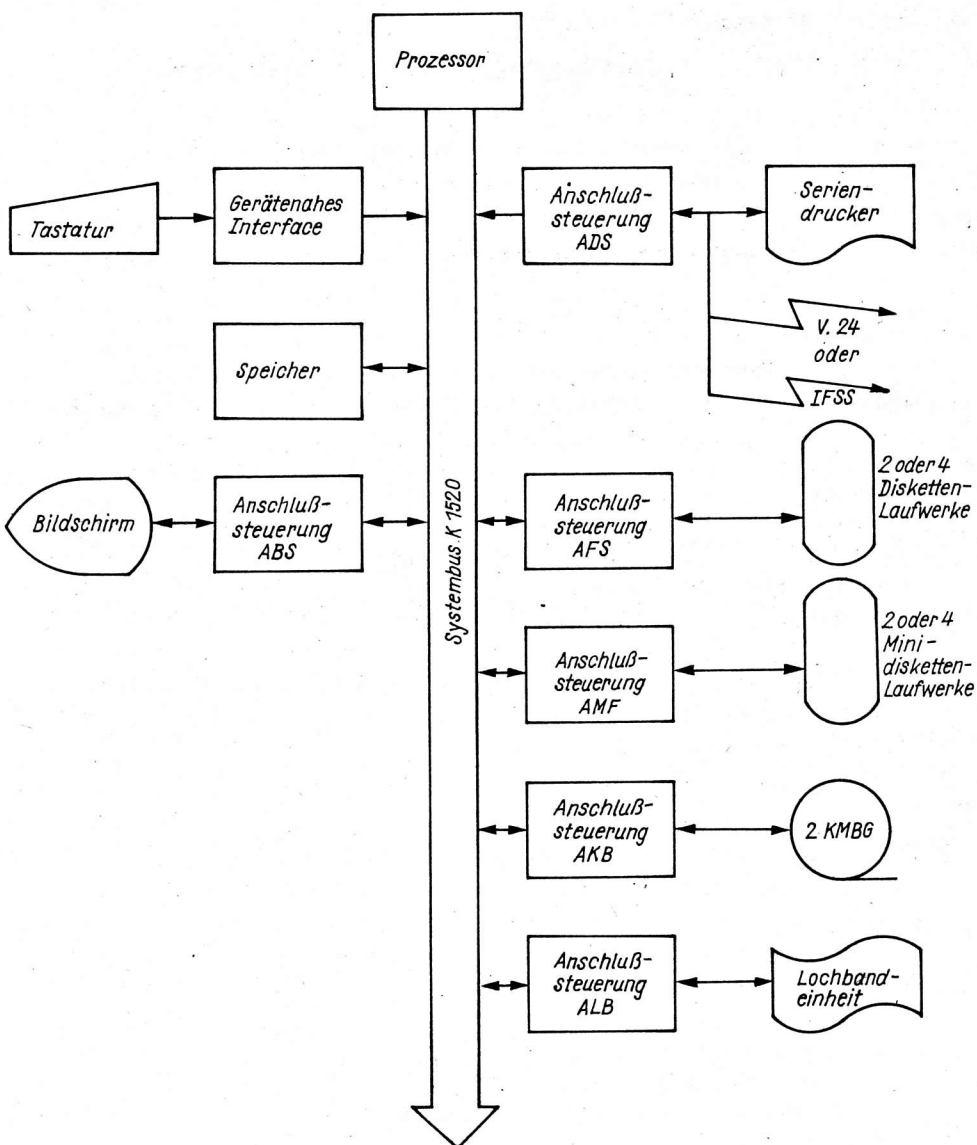 Prozessor
Tastatur
Gerätenahes
Interface
Anschluß-
steuerung
ADS
Serien-
drucker
V. 24
oder
IFSS
Speicher
Bildschirm
Anschluß-
steuerung
ABS
Systembus K 1520
Anschluß-
steuerung
AFS
2 oder 4
Disketten-
Laufwerke
Anschluß-
steuerung
AMF
2 oder 4
Mini-
disketten-
Laufwerke
Anschluß-
steuerung
AKB
2 KMBG
Anschluß-
steuerung
ALB
Lochband-
einheit